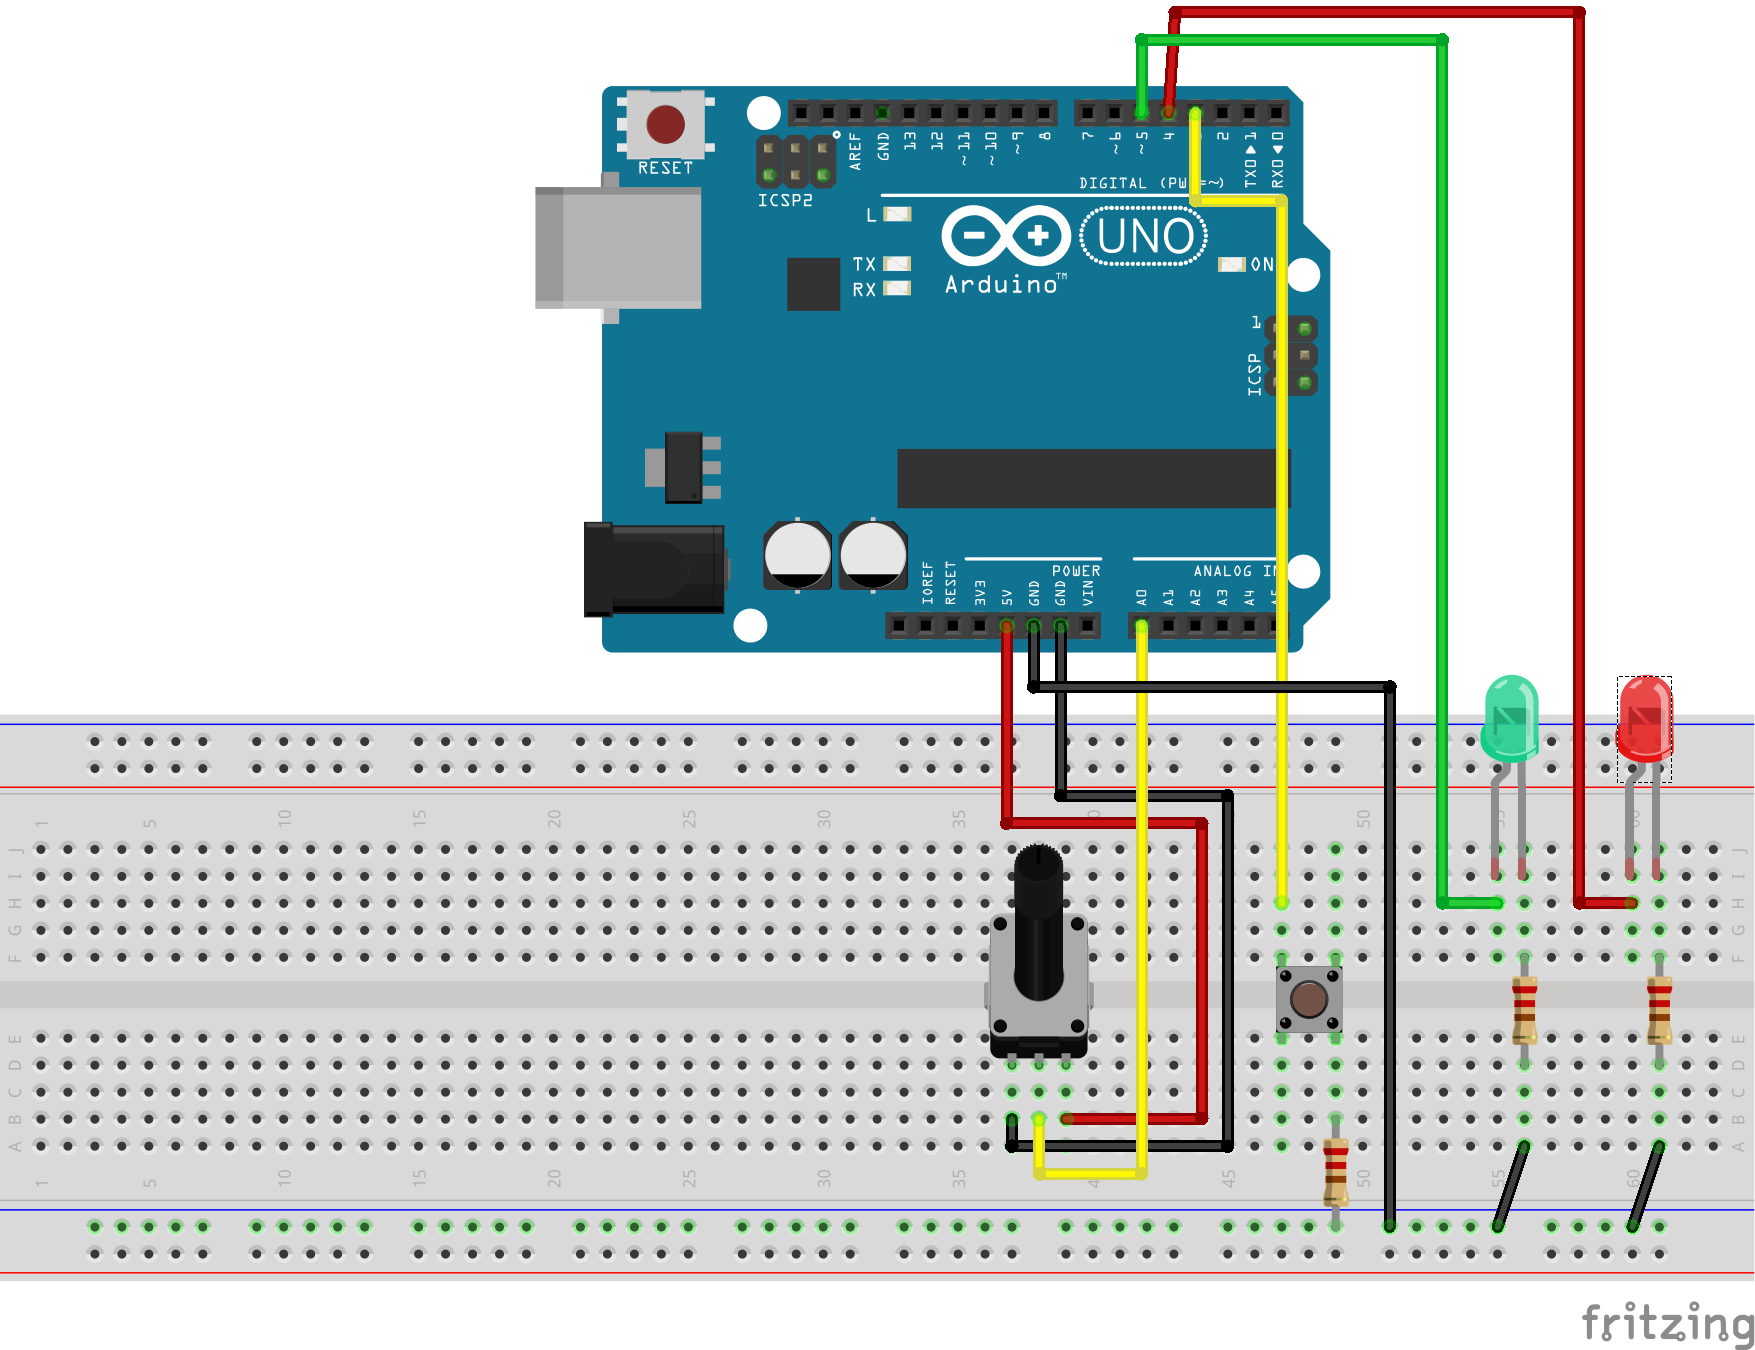 RESET
ICSP2
AREF
GND
13
12
~11
~10
~9
8
7
~6
~5
4
2
TX0▶1
RX0◀0
DIGITAL (PW =~)
L
TX
RX
Arduino™
UNO
ON
1
ICSP
IOREF
RESET
3V3
5V
GND
GND
VIN
POWER
A0
A1
A2
A3
A4
A5
ANALOG IN
1 5 10 15 20 25 30 35 40 50 55 60
J J
I I
H H
G G
F F
E E
D D
C C
B B
A A
1 5 10 15 20 25 30 35 40 45 50 55 60
fritzing